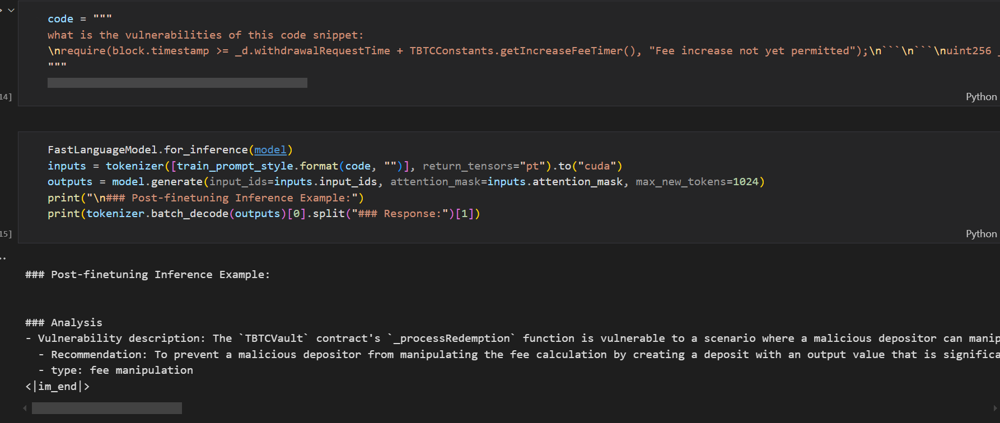 code = """
what is the vulnerabilities of this code snippet:
\nrequire(block.timestamp >= _d.withdrawalRequestTime + TBTCConstants.getIncreaseFeeTimer(), "Fee increase not yet permitted");\n```\n```\nuint256 _
"""
14]
Python
FastLanguageModel.for_inference(model)
inputs = tokenizer([train_prompt_style.format(code, "")], return_tensors="pt").to("cuda")
outputs = model.generate(input_ids=inputs.input_ids, attention_mask=inputs.attention_mask, max_new_tokens=1024)
print("\n### Post-finetuning Inference Example:")
print(tokenizer.batch_decode(outputs)[0].split("### Response:")[1])
15]
Python
### Post-finetuning Inference Example:
### Analysis
- Vulnerability description: The `TBTCVault` contract's `_processRedemption` function is vulnerable to a scenario where a malicious depositor can manip
- Recommendation: To prevent a malicious depositor from manipulating the fee calculation by creating a deposit with an output value that is significa
- type: fee manipulation
<|im_end|>